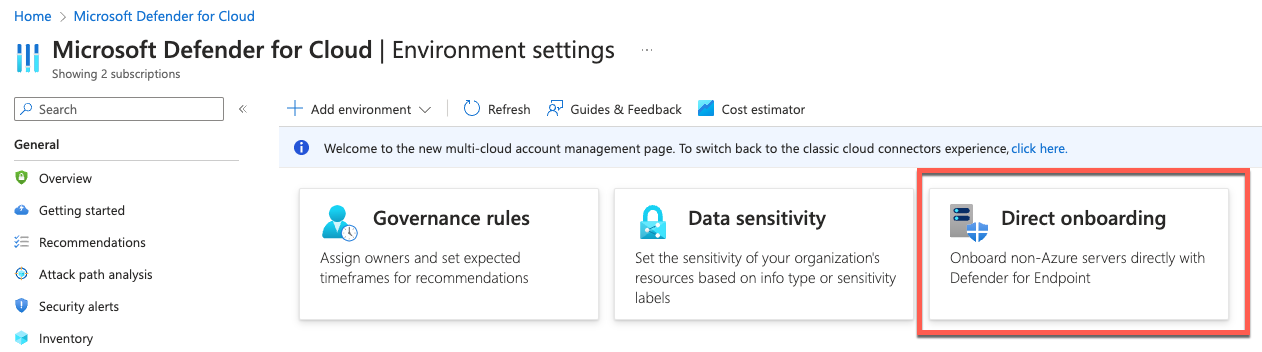 Home > Microsoft Defender for Cloud
Microsoft Defender for Cloud | Environment settings ...
Showing 2 subscriptions
Search
«
General
Overview
Getting started
Recommendations
Attack path analysis
Security alerts
Inventory
Add environment
Refresh
Guides & Feedback
Cost estimator
Welcome to the new multi-cloud account management page. To switch back to the classic cloud connectors experience, click here.
Governance rules
Assign owners and set expected
timeframes for recommendations
Data sensitivity
Set the sensitivity of your organization's
resources based on info type or sensitivity
labels
Direct onboarding
Onboard non-Azure servers directly with
Defender for Endpoint